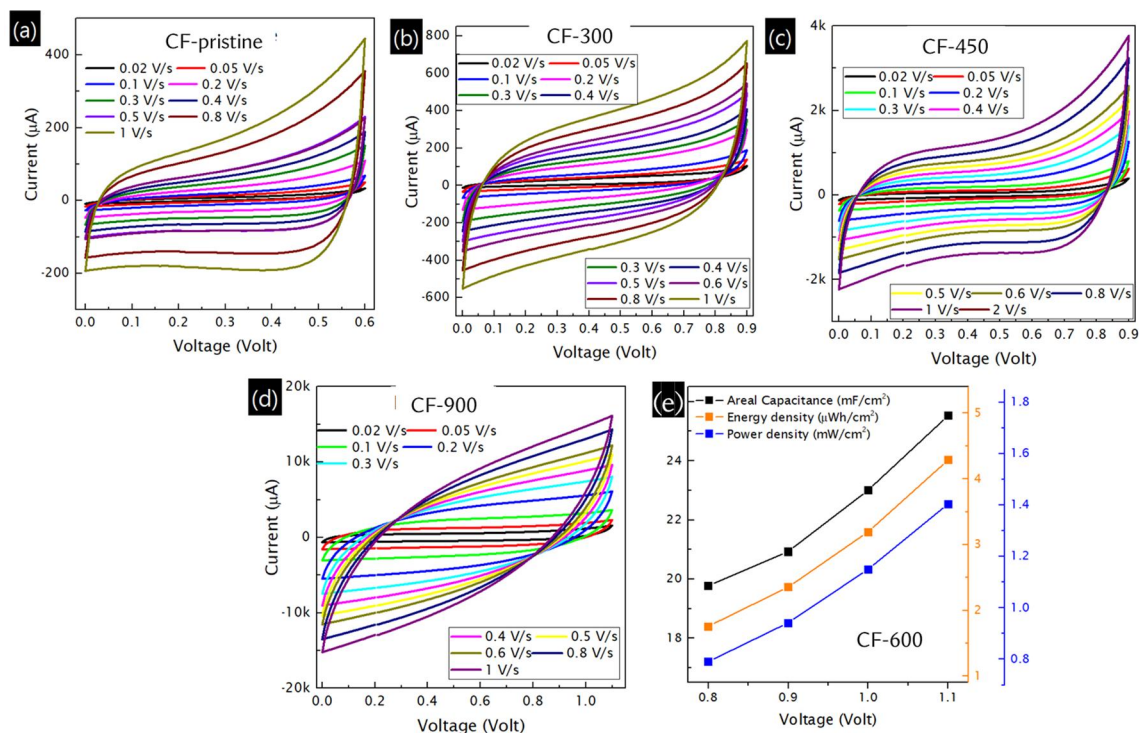 (a)
CF-pristine
0.02 V/s 0.05 V/s
0.1 V/s 0.2 V/s
0.3 V/s 0.4 V/s
0.5 V/s 0.8 V/s
1 V/s
400
200
0
-200
Current (μA)
0.0 0.1 0.2 0.3 0.4 0.5 0.6
Voltage (Volt)
(b)
CF-300
0.02 V/s 0.05 V/s
0.1 V/s 0.2 V/s
0.3 V/s 0.4 V/s
800
600
400
200
0
-200
-400
-600
Current (μA)
0.3 V/s 0.4 V/s
0.5 V/s 0.6 V/s
0.8 V/s 1 V/s
0.0 0.1 0.2 0.3 0.4 0.5 0.6 0.7 0.8 0.9
Voltage (Volt)
(c)
CF-450
0.02 V/s 0.05 V/s
0.1 V/s 0.2 V/s
0.3 V/s 0.4 V/s
4k
2k
0
-2k
Current (μA)
0.5 V/s 0.6 V/s 0.8 V/s
1 V/s 2 V/s
0.0 0.1 0.2 0.3 0.4 0.5 0.6 0.7 0.8 0.9
Voltage (Volt)
(d)
CF-900
0.02 V/s 0.05 V/s
0.1 V/s 0.2 V/s
0.3 V/s
20k
10k
0
-10k
-20k
Current (μA)
0.4 V/s 0.5 V/s
0.6 V/s 0.8 V/s
1 V/s
0.0 0.2 0.4 0.6 0.8 1.0
Voltage (Volt)
(e)
Areal Capacitance (mF/cm²)
Energy density (μWh/cm²)
Power density (mW/cm²)
CF-600
24
22
20
18
5
4
3
2
1
1.8
1.6
1.4
1.2
1.0
0.8
0.8 0.9 1.0 1.1
Voltage (Volt)